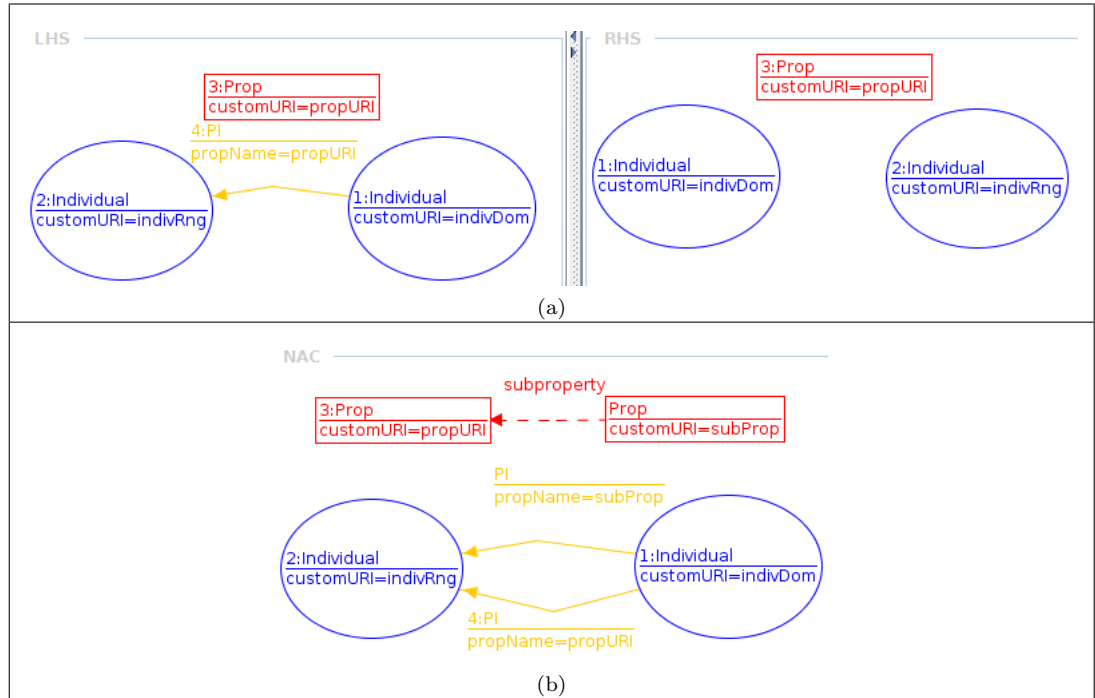 LHS
RHS
3:Prop
customURI=propURI
4:PI
propName=propURI
2:Individual
customURI=indivRng
1:Individual
customURI=indivDom
3:Prop
customURI=propURI
1:Individual
customURI=indivDom
2:Individual
customURI=indivRng
(a)
NAC
subproperty
3:Prop
customURI=propURI
Prop
customURI=subProp
PI
propName=subProp
2:Individual
customURI=indivRng
1:Individual
customURI=indivDom
4:PI
propName=propURI
(b)